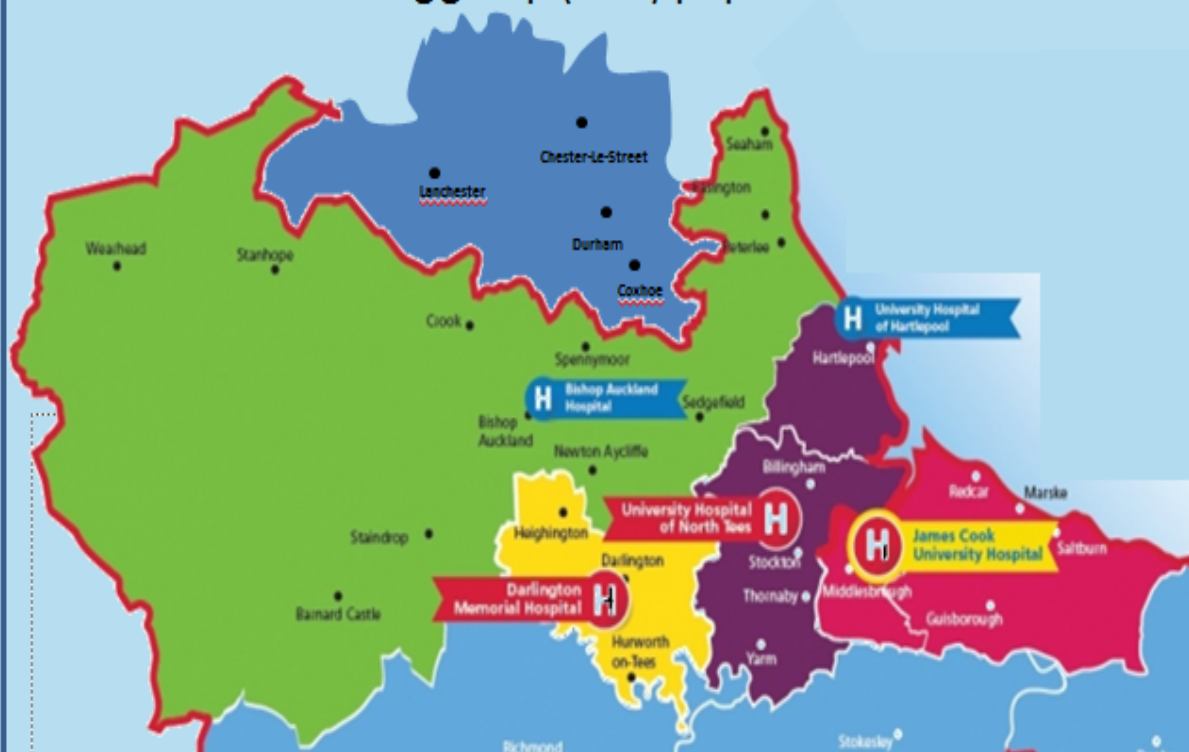 Chester-Le-Street
Seaham
Lanchester
Easington
Durham
Peterlee
Wearhead
Stanhope
Coxhoe
Crook
University Hospital
of Hartlepool
Hartlepool
Spennymoor
Bishop Auckland
Hospital
Sedgefield
Bishop
Auckland
Newton Aycliffe
Billingham
Redcar
Marske
University Hospital
of North Tees
Heighington
Staindrop
James Cook
University Hospital
Saltburn
Stockton
Darlington
Darlington
Memorial Hospital
Thornaby
Middlesbrough
Barnard Castle
Guisborough
Hurworth
on-Tees
Yarm
Richmond
Stokesley
H
H
H
H
H